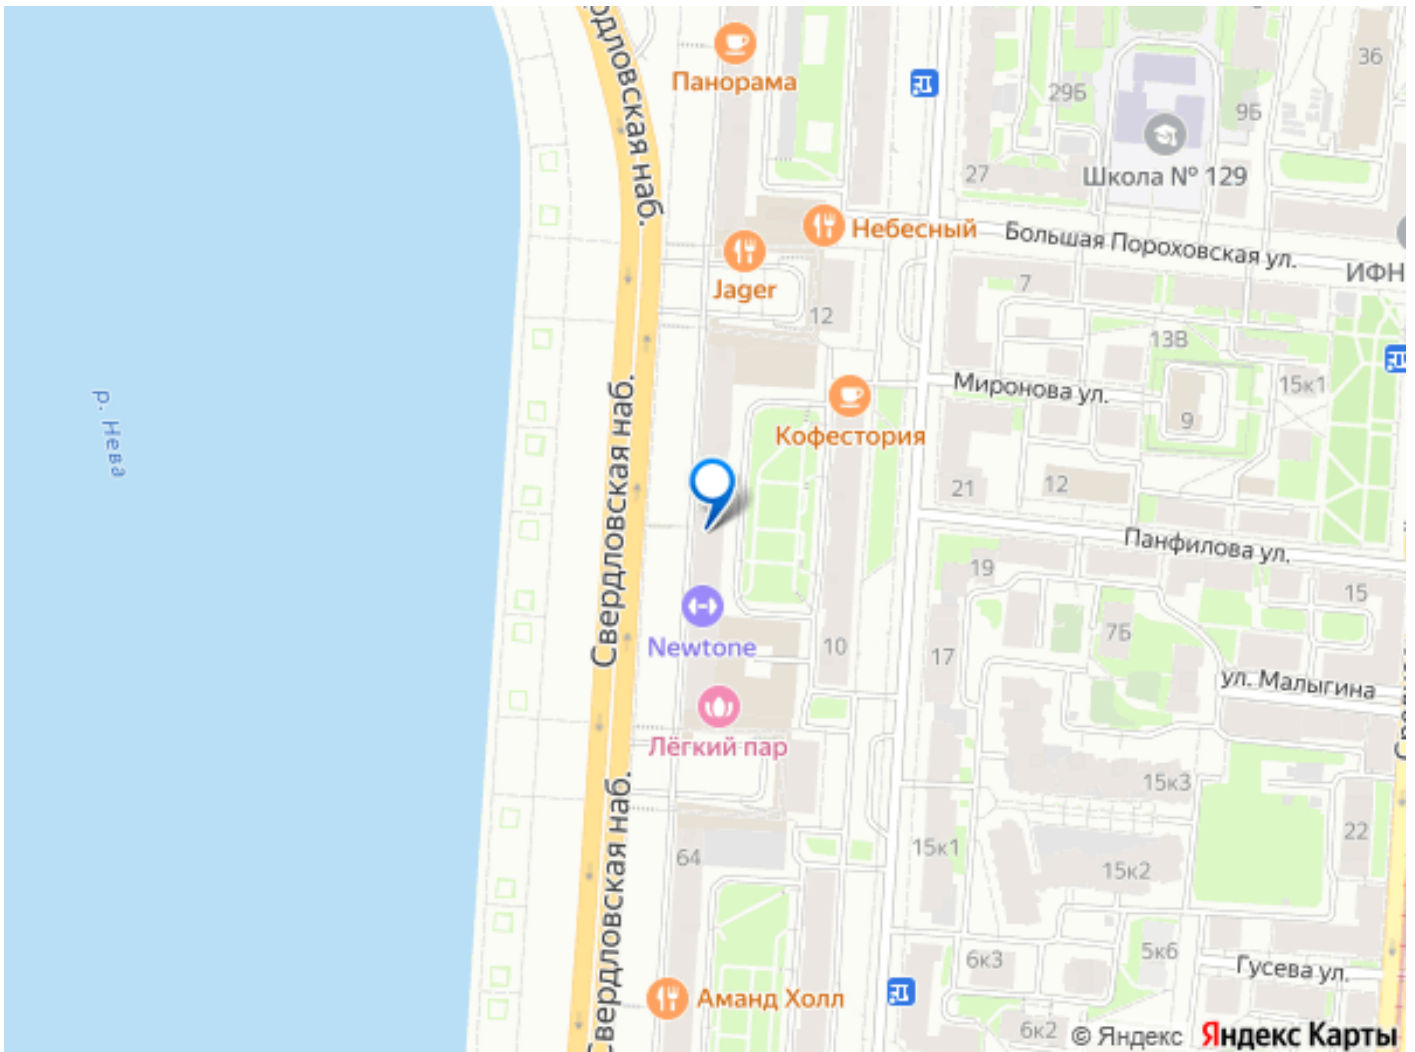 Свердловская наб.
Панорама
29Б
36
9Б
27
Школа № 129
Небесный
Большая Пороховская ул.
Jager
7
ИФН
12
13В
Свердловская наб.
Миронова ул.
15к1
р. Нева
9
Кофестория
21
12
Панфилова ул.
19
15
Newtone
10
7Б
17
ул. Малыгина
Лёгкий пар
15к3
Свердловская наб.
64
15к1
22
15к2
6к3
5к6
Гусева ул.
Аманд Холл
6к2
© Яндекс Яндекс Карты